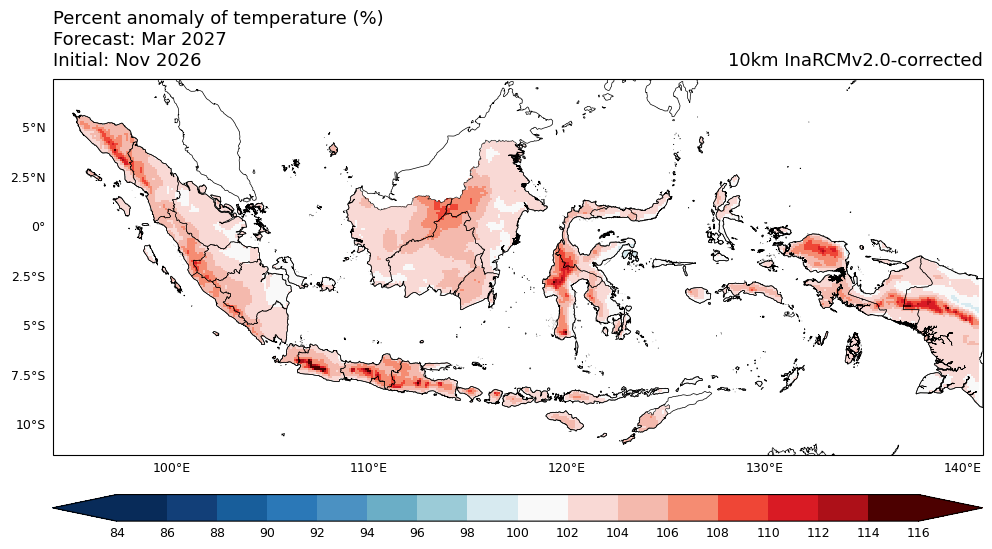 Percent anomaly of temperature (%)
Forecast: Mar 2027
Initial: Nov 2026
10km InaRCMv2.0-corrected
5°N
2.5°N
0°
2.5°S
5°S
7.5°S
10°S
100°E 110°E 120°E 130°E 140°E
84 86 88 90 92 94 96 98 100 102 104 106 108 110 112 114 116